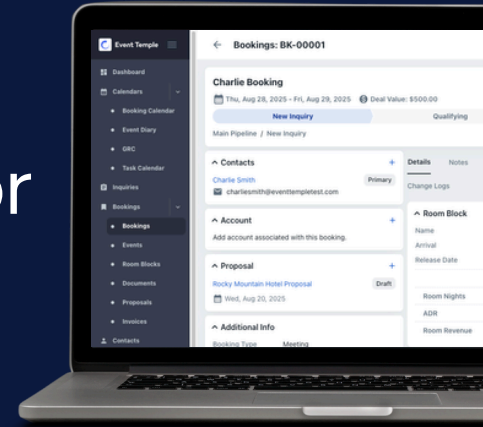 or
Event Temple
Dashboard
Calendars
Booking Calendar
Event Diary
GRC
Task Calendar
Inquiries
Bookings
Bookings
Events
Room Blocks
Documents
Proposals
Invoices
Contacts
Bookings: BK-00001
Charlie Booking
Thu, Aug 28, 2025 - Fri, Aug 29, 2025 Deal Value: $500.00
New Inquiry Qualifying
Main Pipeline / New Inquiry
Contacts +
Charlie Smith Primary
charliesmith@eventtempletest.com
Account +
Add account associated with this booking.
Proposal +
Rocky Mountain Hotel Proposal Draft
Wed, Aug 20, 2025
Additional Info
Booking Type Meeting
Details Notes
Change Logs
Room Block
Name
Arrival
Release Date
Room Nights
ADR
Room Revenue